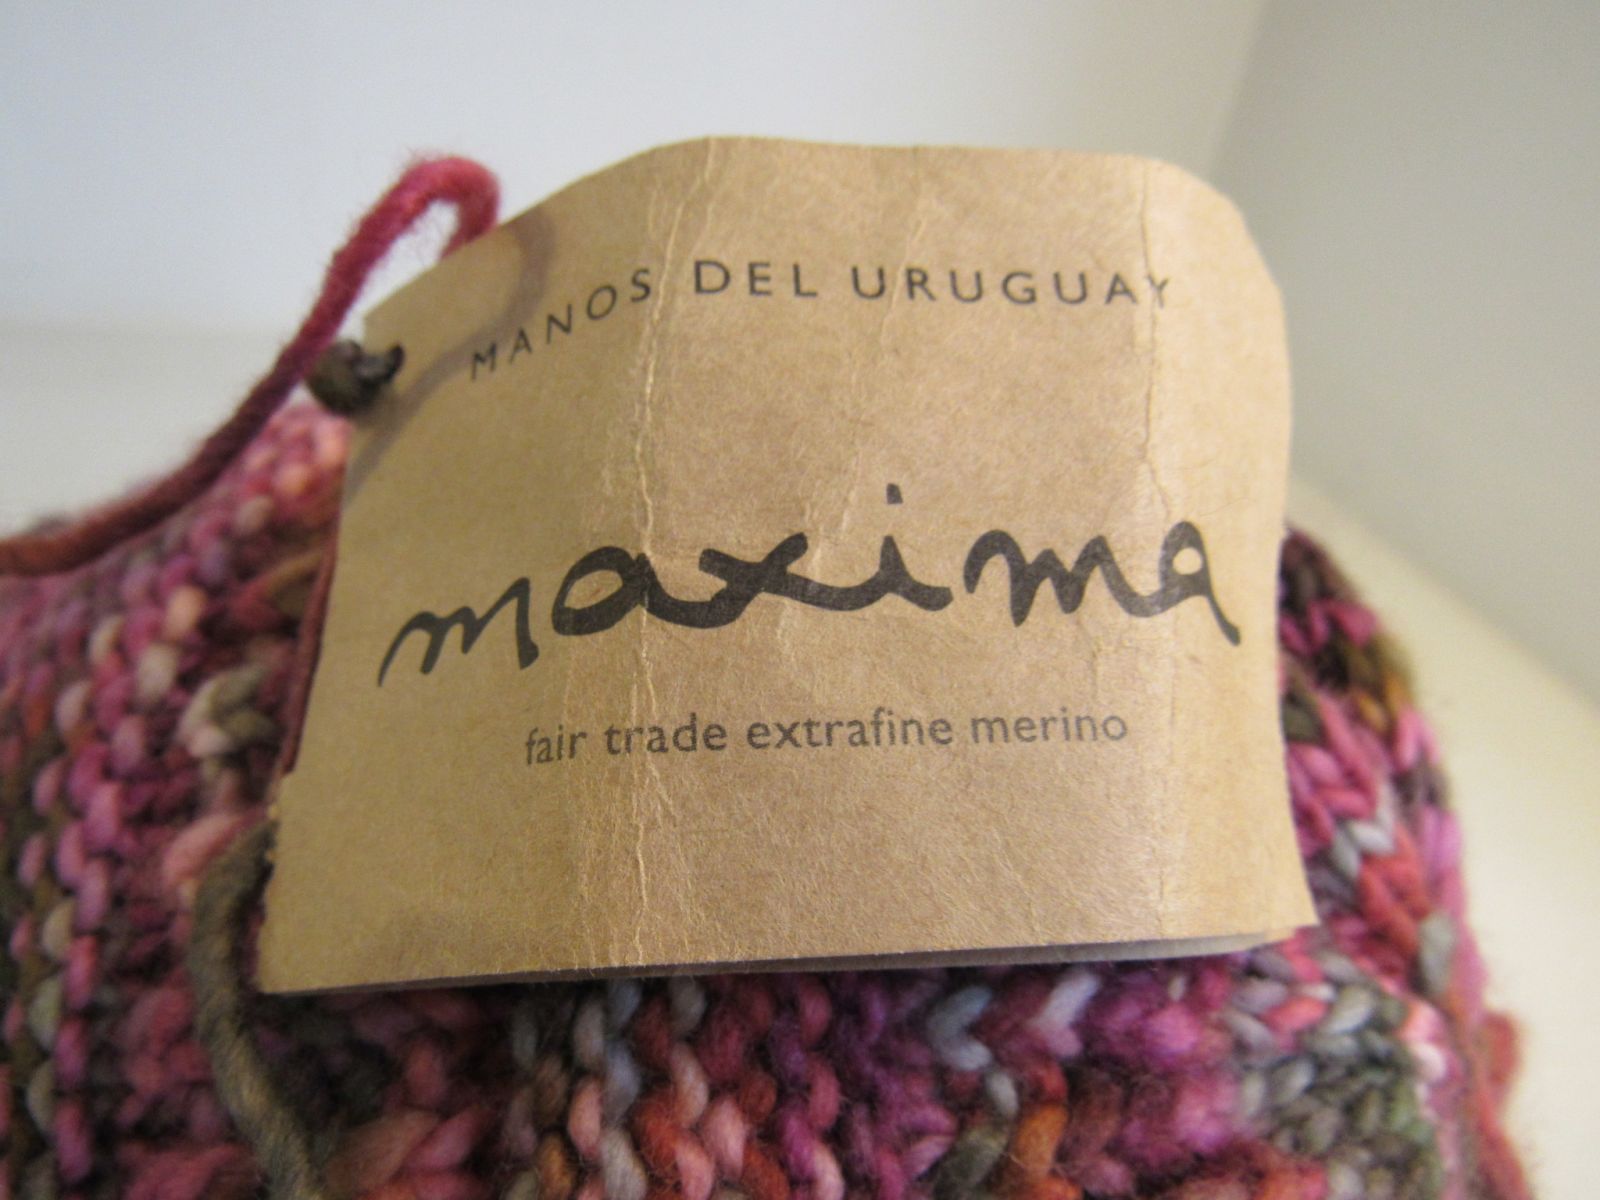 MANOS DEL URUGUAY
maxima
fair trade extrafine merino